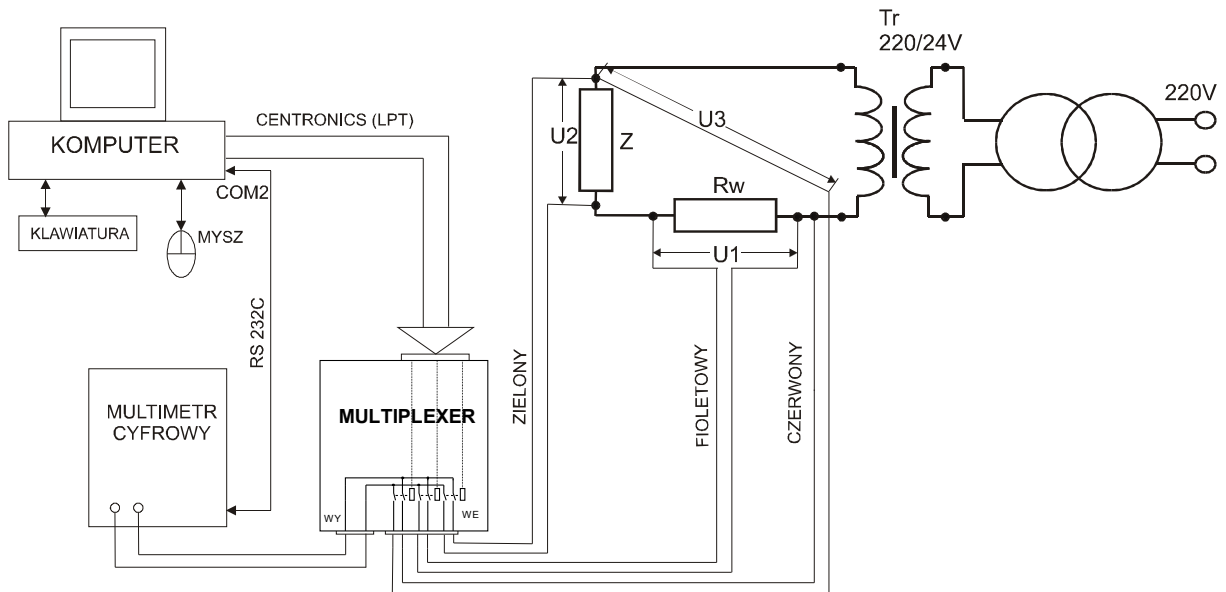 Tr
220/24V
220V
CENTRONICS (LPT)
KOMPUTER
COM2
KLAWIATURA
MYSZ
RS 232C
U2
Z
U3
Rw
U1
ZIELONY
FIOLETOWY
CZERWONY
MULTIMETR
CYFROWY
MULTIPLEXER
WY
WE